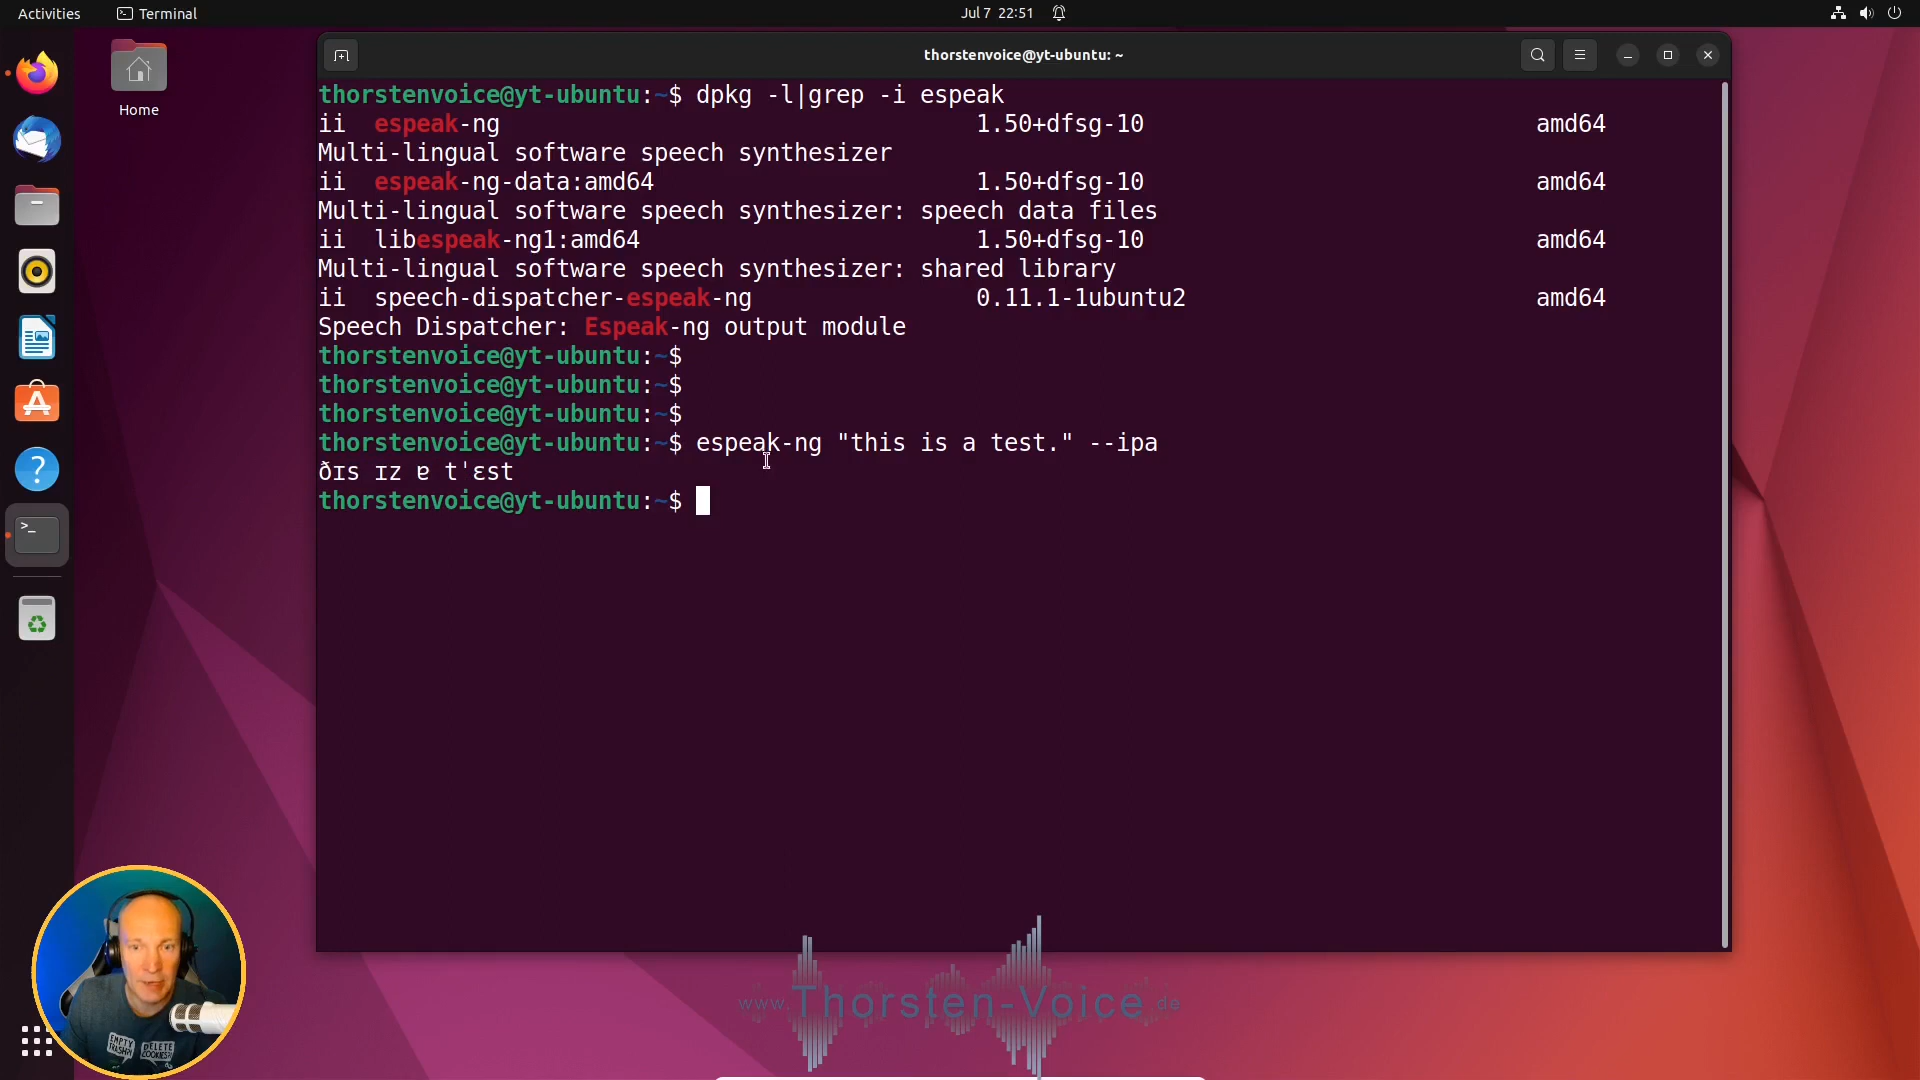 Activities
Terminal
Jul 7 22:51
Home
thorstenvoice@yt-ubuntu: ~
thorstenvoice@yt-ubuntu:~$ dpkg -l|grep -i espeak
ii  espeak-ng 1.50+dfsg-10 amd64
Multi-lingual software speech synthesizer
ii  espeak-ng-data:amd64 1.50+dfsg-10 amd64
Multi-lingual software speech synthesizer: speech data files
ii  libespeak-ng1:amd64 1.50+dfsg-10 amd64
Multi-lingual software speech synthesizer: shared library
ii  speech-dispatcher-espeak-ng 0.11.1-1ubuntu2 amd64
Speech Dispatcher: Espeak-ng output module
thorstenvoice@yt-ubuntu:~$
thorstenvoice@yt-ubuntu:~$
thorstenvoice@yt-ubuntu:~$
thorstenvoice@yt-ubuntu:~$ espeak-ng "this is a test." --ipa
ðɪs ɪz ɐ tˈɛst
thorstenvoice@yt-ubuntu:~$
EMPTY TRASH?
DELETE COOKIES?
www.Thorsten-Voice.de